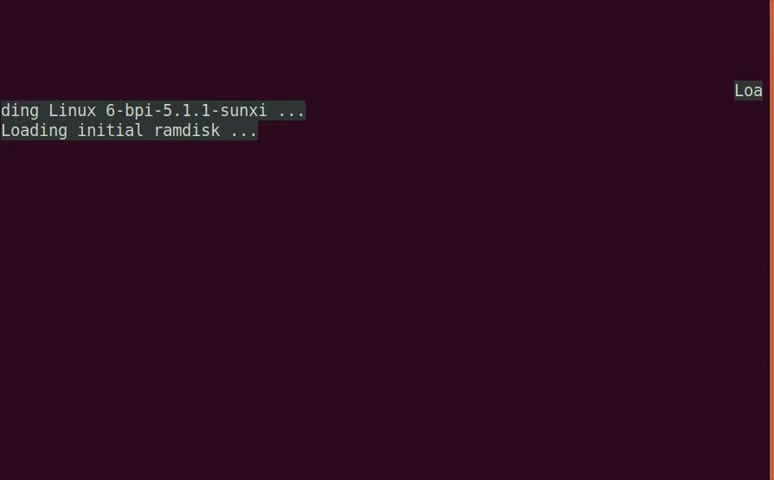 Loa
ding Linux 6-bpi-5.1.1-sunxi ...
Loading initial ramdisk ...